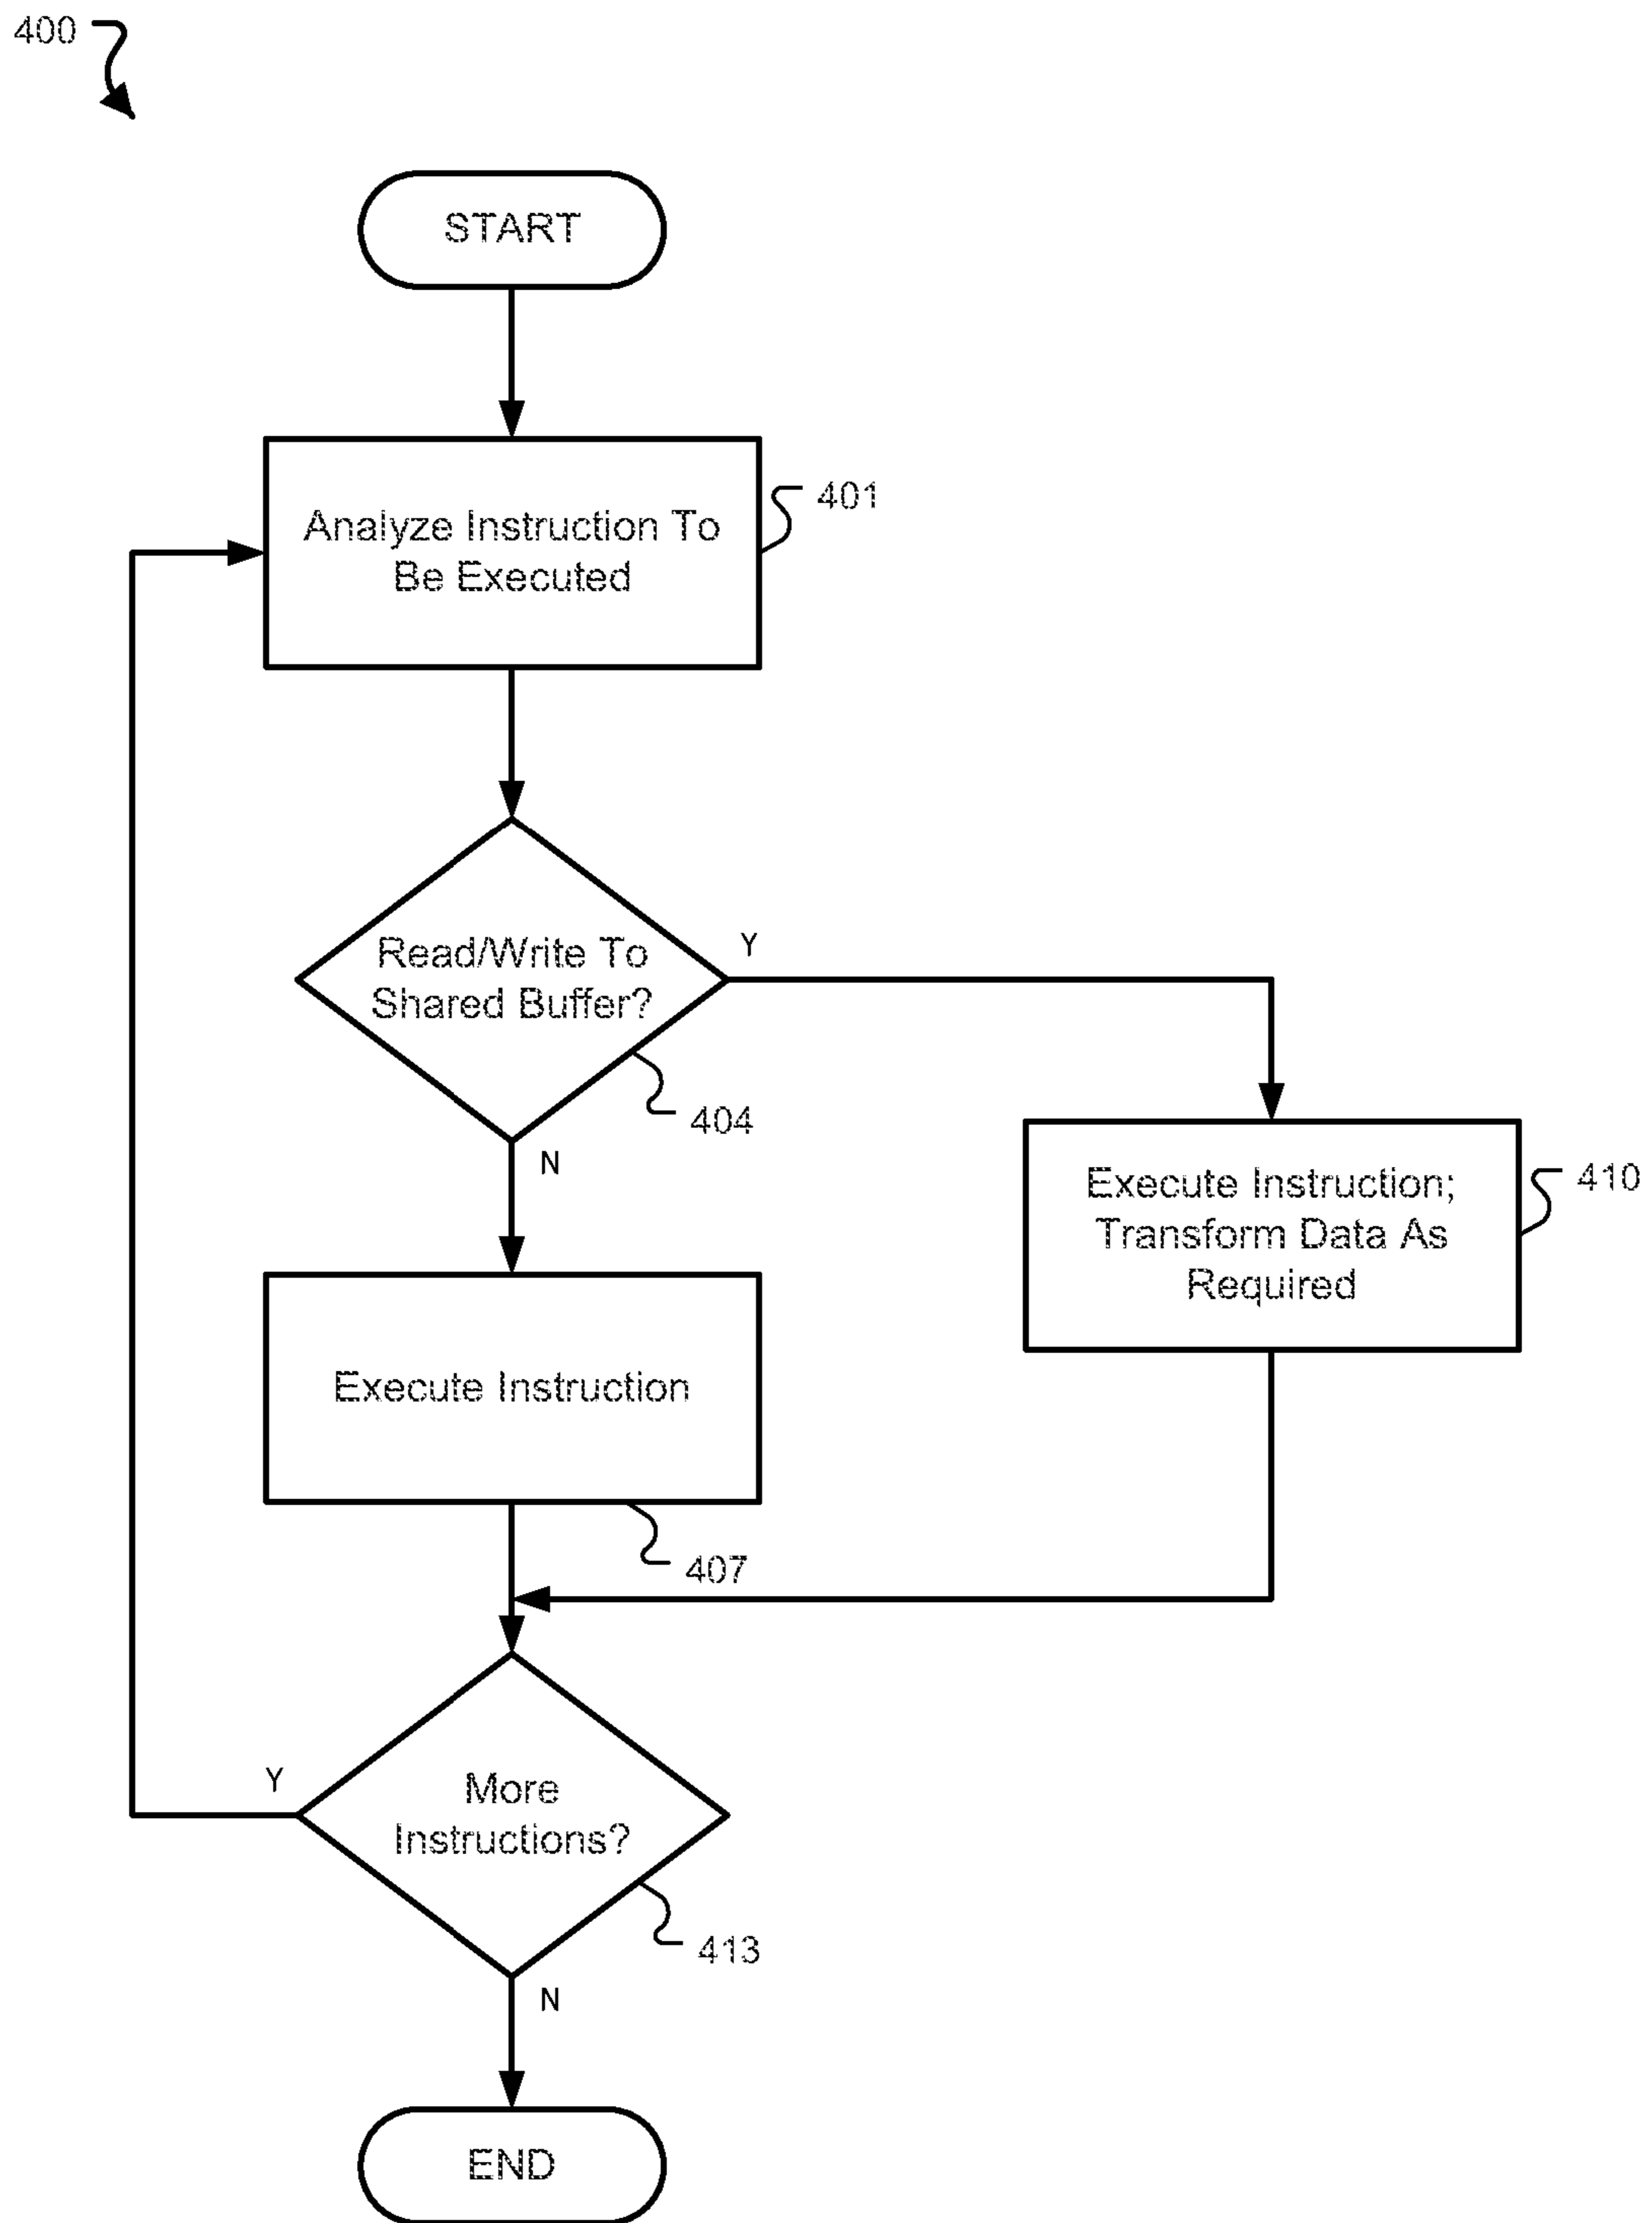 400
START
Analyze Instruction To
Be Executed
401
Read/Write To
Shared Buffer?
Y
404
N
Execute Instruction;
Transform Data As
Required
410
Execute Instruction
407
More
Instructions?
Y
413
N
END